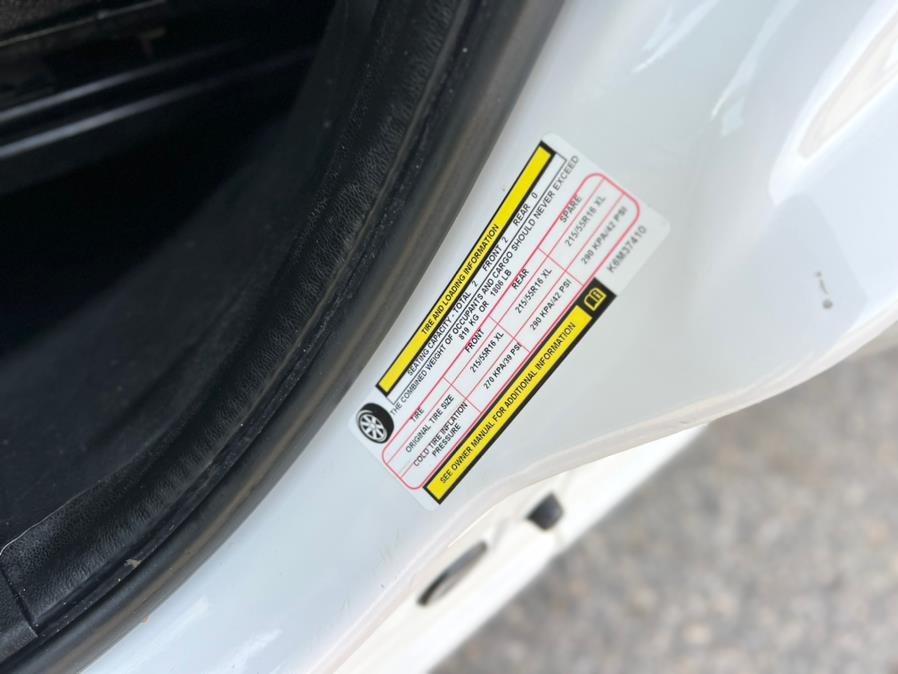 TIRE AND LOADING INFORMATION
SEATING CAPACITY - TOTAL 2 FRONT 2 REAR 0
THE COMBINED WEIGHT OF OCCUPANTS AND CARGO SHOULD NEVER EXCEED
819 KG OR 1806 LB
TIRE FRONT REAR SPARE
ORIGINAL TIRE SIZE 215/55R16 XL 215/55R16 XL 215/55R16 XL
COLD TIRE INFLATION PRESSURE 270 KPA/39 PSI 290 KPA/42 PSI 290 KPA/42 PSI
SEE OWNER MANUAL FOR ADDITIONAL INFORMATION
K6M37410